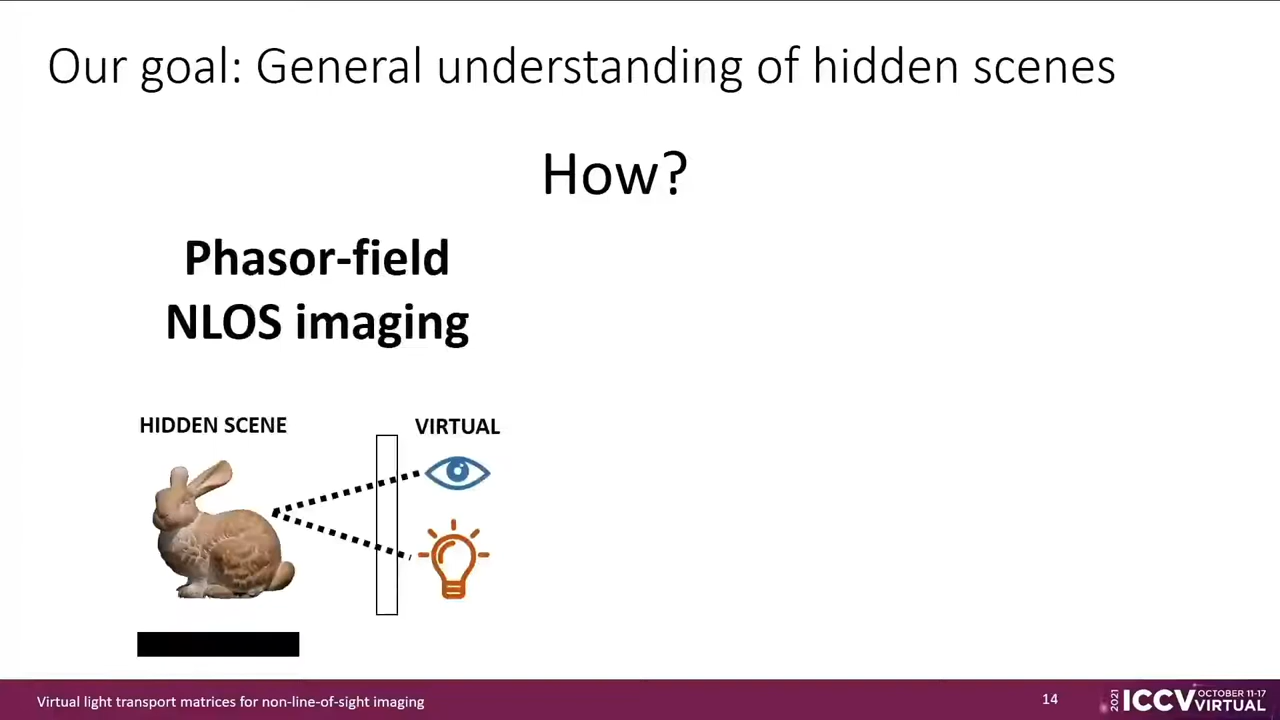 Our goal: General understanding of hidden scenes
How?
Phasor-field
NLOS imaging
HIDDEN SCENE
VIRTUAL
Virtual light transport matrices for non-line-of-sight imaging
14
2021 ICCV OCTOBER 11-17 VIRTUAL